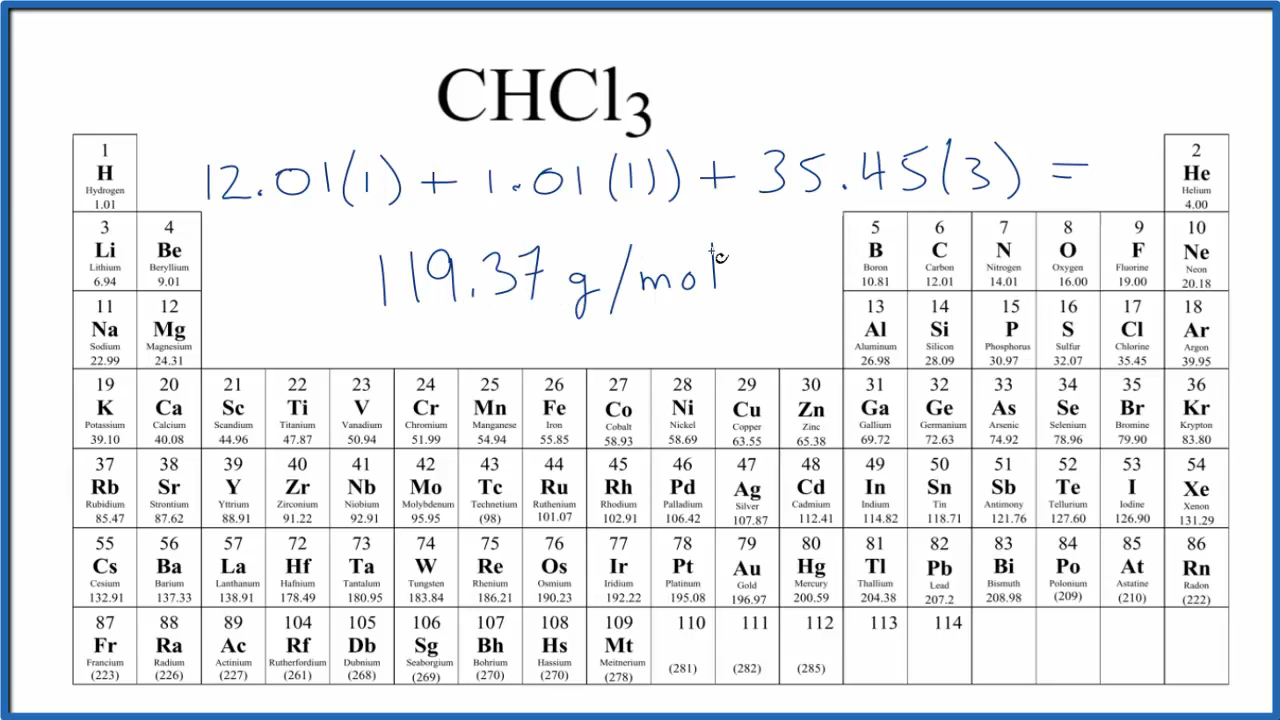 CHCl3
12.01(1) + 1.01(1) + 35.45(3) =
119.37 g/mol
1 2
H He
Hydrogen Helium
1.01 4.00
3 4 5 6 7 8 9 10
Li Be B C N O F Ne
Lithium Beryllium Boron Carbon Nitrogen Oxygen Fluorine Neon
6.94 9.01 10.81 12.01 14.01 16.00 19.00 20.18
11 12 13 14 15 16 17 18
Na Mg Al Si P S Cl Ar
Sodium Magnesium Aluminum Silicon Phosphorus Sulfur Chlorine Argon
22.99 24.31 26.98 28.09 30.97 32.07 35.45 39.95
19 20 21 22 23 24 25 26 27 28 29 30 31 32 33 34 35 36
K Ca Sc Ti V Cr Mn Fe Co Ni Cu Zn Ga Ge As Se Br Kr
Potassium Calcium Scandium Titanium Vanadium Chromium Manganese Iron Cobalt Nickel Copper Zinc Gallium Germanium Arsenic Selenium Bromine Krypton
39.10 40.08 44.96 47.87 50.94 51.99 54.94 55.85 58.93 58.69 63.55 65.38 69.72 72.63 74.92 78.96 79.90 83.80
37 38 39 40 41 42 43 44 45 46 47 48 49 50 51 52 53 54
Rb Sr Y Zr Nb Mo Tc Ru Rh Pd Ag Cd In Sn Sb Te I Xe
Rubidium Strontium Yttrium Zirconium Niobium Molybdenum Technetium Ruthenium Rhodium Palladium Silver Cadmium Indium Tin Antimony Tellurium Iodine Xenon
85.47 87.62 88.91 91.22 92.91 95.95 (98) 101.07 102.91 106.42 107.87 112.41 114.82 118.71 121.76 127.60 126.90 131.29
55 56 57 72 73 74 75 76 77 78 79 80 81 82 83 84 85 86
Cs Ba La Hf Ta W Re Os Ir Pt Au Hg Tl Pb Bi Po At Rn
Cesium Barium Lanthanum Hafnium Tantalum Tungsten Rhenium Osmium Iridium Platinum Gold Mercury Thallium Lead Bismuth Polonium Astatine Radon
132.91 137.33 138.91 178.49 180.95 183.84 186.21 190.23 192.22 195.08 196.97 200.59 204.38 207.2 208.98 (209) (210) (222)
87 88 89 104 105 106 107 108 109 110 111 112 113 114
Fr Ra Ac Rf Db Sg Bh Hs Mt
Francium Radium Actinium Rutherfordium Dubnium Seaborgium Bohrium Hassium Meitnerium
(223) (226) (227) (261) (268) (269) (270) (270) (278) (281) (282) (285)